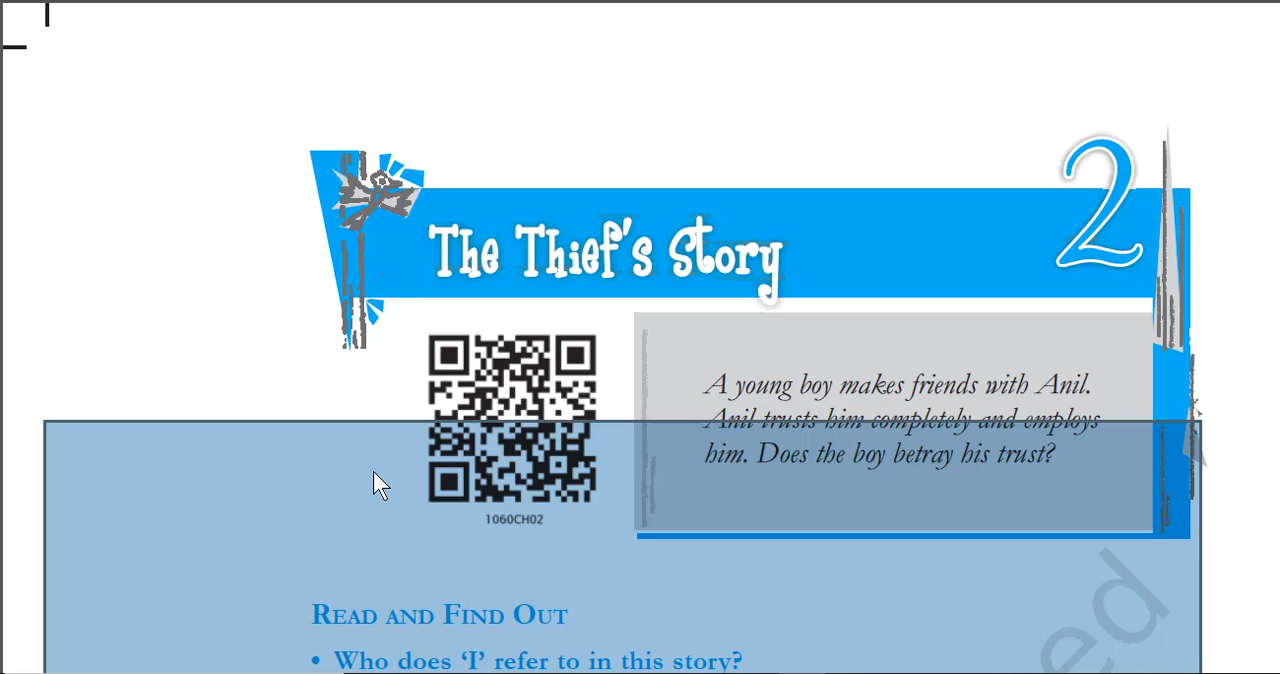 2
The Thief's Story
A young boy makes friends with Anil.
Anil trusts him completely and employs
him. Does the boy betray his trust?
1060CH02
READ AND FIND OUT
• Who does ‘I’ refer to in this story?
ed